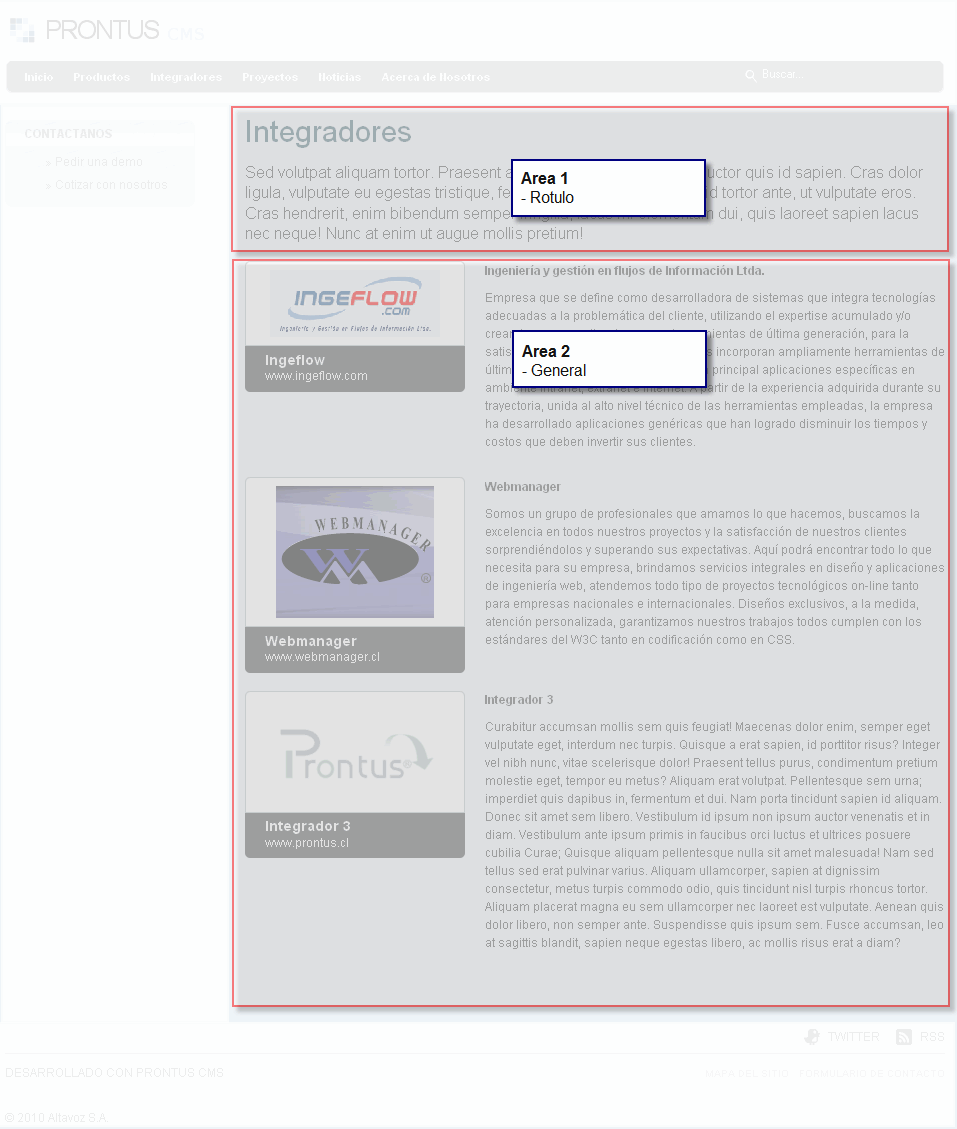 PRONTUS CMS
Inicio Productos Integradores Proyectos Noticias Acerca de Nosotros Buscar...
CONTACTANOS
» Pedir una demo
» Cotizar con nosotros
Integradores
Sed volutpat aliquam tortor. Praesent a uctor quis id sapien. Cras dolor
ligula, vulputate eu egestas tristique, fe d tortor ante, ut vulputate eros.
Cras hendrerit, enim bibendum sempe n dui, quis laoreet sapien lacus
nec neque! Nunc at enim ut augue mollis pretium!
Area 1
- Rotulo
INGEFLOW
.COM
Ingeniería y Gestión en Flujos de Información Ltda.
Ingeflow
www.ingeflow.com
Ingeniería y gestión en flujos de Información Ltda.
Empresa que se define como desarrolladora de sistemas que integra tecnologías
adecuadas a la problemática del cliente, utilizando el expertise acumulado y/o
crean ientas de última generación, para la
satis s incorporan ampliamente herramientas de
últim principal aplicaciones específicas en
ambiente intranet, extranet e internet. A partir de la experiencia adquirida durante su
trayectoria, unida al alto nivel técnico de las herramientas empleadas, la empresa
ha desarrollado aplicaciones genéricas que han logrado disminuir los tiempos y
costos que deben invertir sus clientes.
Area 2
- General
WEBMANAGER
WM
®
Webmanager
www.webmanager.cl
Webmanager
Somos un grupo de profesionales que amamos lo que hacemos, buscamos la
excelencia en todos nuestros proyectos y la satisfacción de nuestros clientes
sorprendiéndolos y superando sus expectativas. Aquí podrá encontrar todo lo que
necesita para su empresa, brindamos servicios integrales en diseño y aplicaciones
de ingeniería web, atendemos todo tipo de proyectos tecnológicos on-line tanto
para empresas nacionales e internacionales. Diseños exclusivos, a la medida,
atención personalizada, garantizamos nuestros trabajos todos cumplen con los
estándares del W3C tanto en codificación como en CSS.
Prontus®
Integrador 3
www.prontus.cl
Integrador 3
Curabitur accumsan mollis sem quis feugiat! Maecenas dolor enim, semper eget
vulputate eget, interdum nec turpis. Quisque a erat sapien, id porttitor risus? Integer
vel nibh nunc, vitae scelerisque dolor! Praesent tellus purus, condimentum pretium
molestie eget, tempor eu metus? Aliquam erat volutpat. Pellentesque sem urna;
imperdiet quis dapibus in, fermentum et dui. Nam porta tincidunt sapien id aliquam.
Donec sit amet sem libero. Vestibulum id ipsum non ipsum auctor venenatis et in
diam. Vestibulum ante ipsum primis in faucibus orci luctus et ultrices posuere
cubilia Curae; Quisque aliquam pellentesque nulla sit amet malesuada! Nam sed
tellus sed erat pulvinar varius. Aliquam ullamcorper, sapien at dignissim
consectetur, metus turpis commodo odio, quis tincidunt nisl turpis rhoncus tortor.
Aliquam placerat magna eu sem ullamcorper nec laoreet est vulputate. Aenean quis
dolor libero, non semper ante. Suspendisse quis ipsum sem. Fusce accumsan, leo
at sagittis blandit, sapien neque egestas libero, ac mollis risus erat a diam?
TWITTER RSS
DESARROLLADO CON PRONTUS CMS
MAPA DEL SITIO FORMULARIO DE CONTACTO
© 2010 Altavoz S.A.